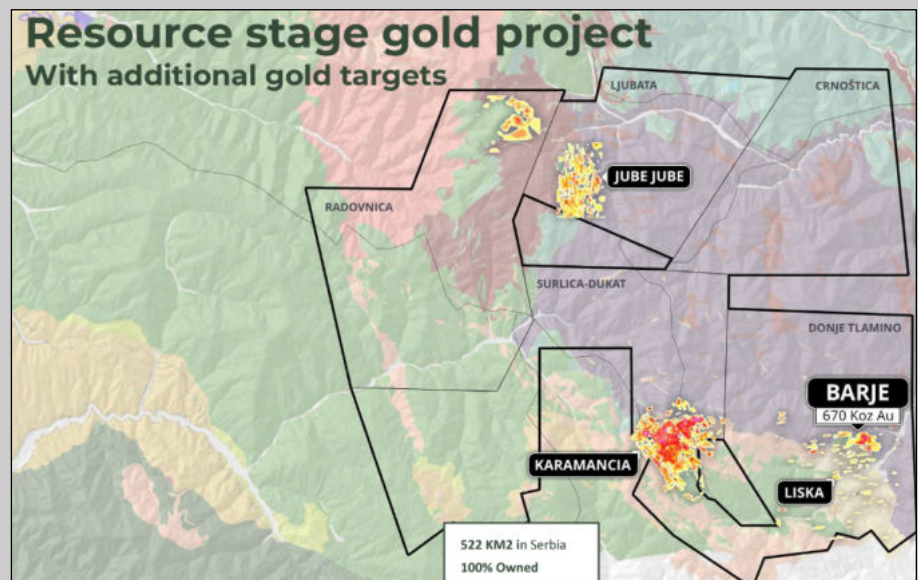 Resource stage gold project
With additional gold targets
LJUBATA
CRNOŠTICA
JUBE JUBE
RADOVNICA
SURLICA-DUKAT
DONJE TLAMINO
BARJE
670 Koz Au
KARAMANCIA
LISKA
522 KM2 in Serbia
100% Owned